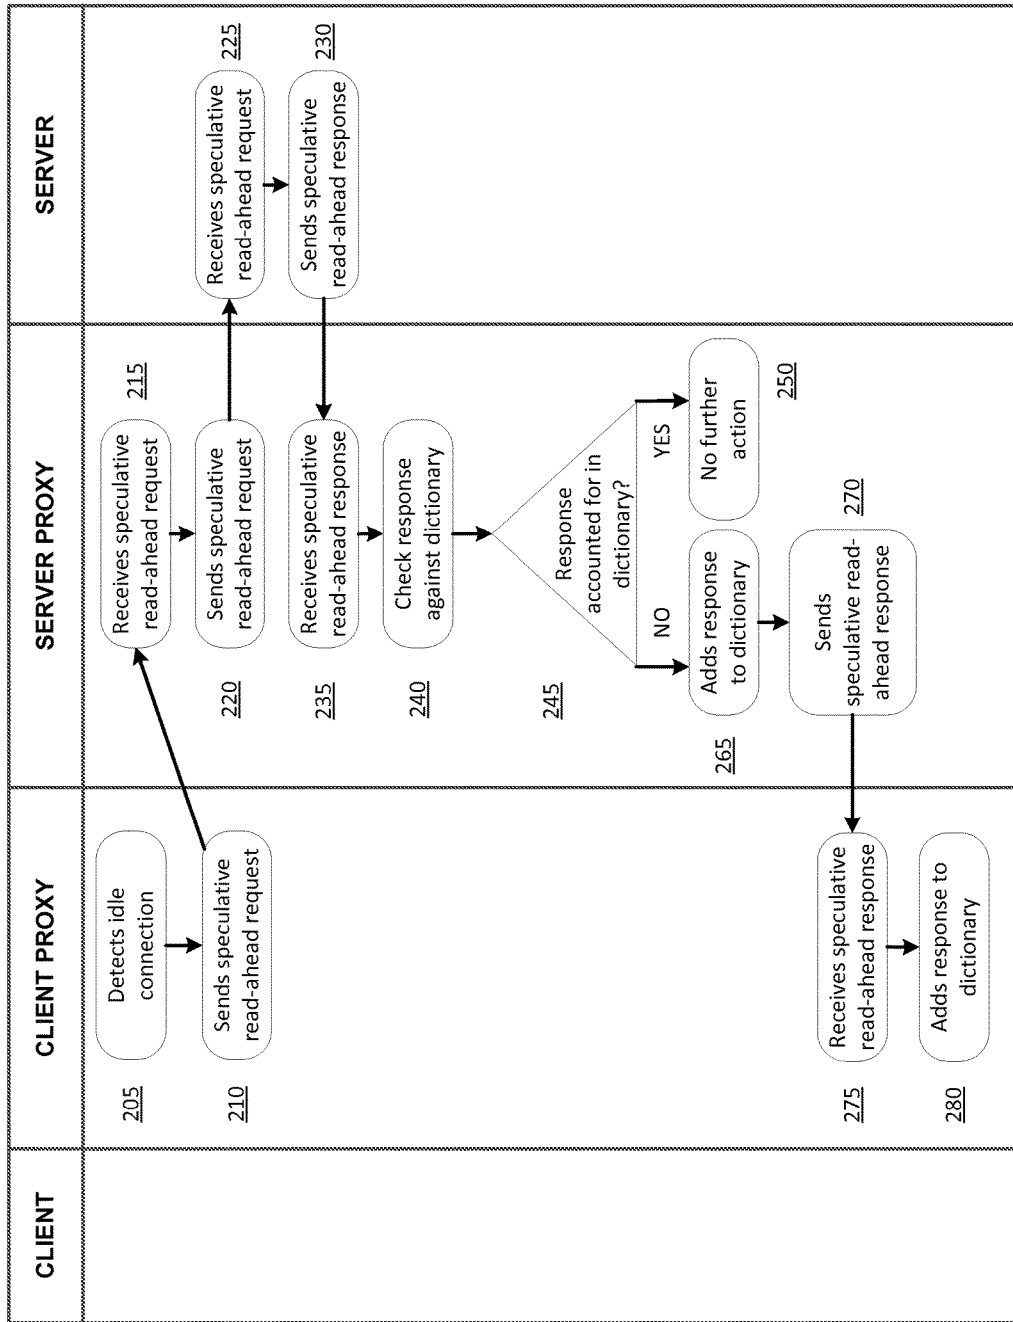 CLIENT
CLIENT PROXY
SERVER PROXY
SERVER
205
Detects idle
connection
210
Sends speculative
read-ahead request
Receives speculative
read-ahead request
215
220
Sends speculative
read-ahead request
Receives speculative
read-ahead request
225
Sends speculative
read-ahead response
230
235
Receives speculative
read-ahead response
240
Check response
against dictionary
245
Response
accounted for in
dictionary?
NO
YES
265
Adds response
to dictionary
No further
action
250
Sends
speculative read-
ahead response
270
275
Receives speculative
read-ahead response
280
Adds response to
dictionary